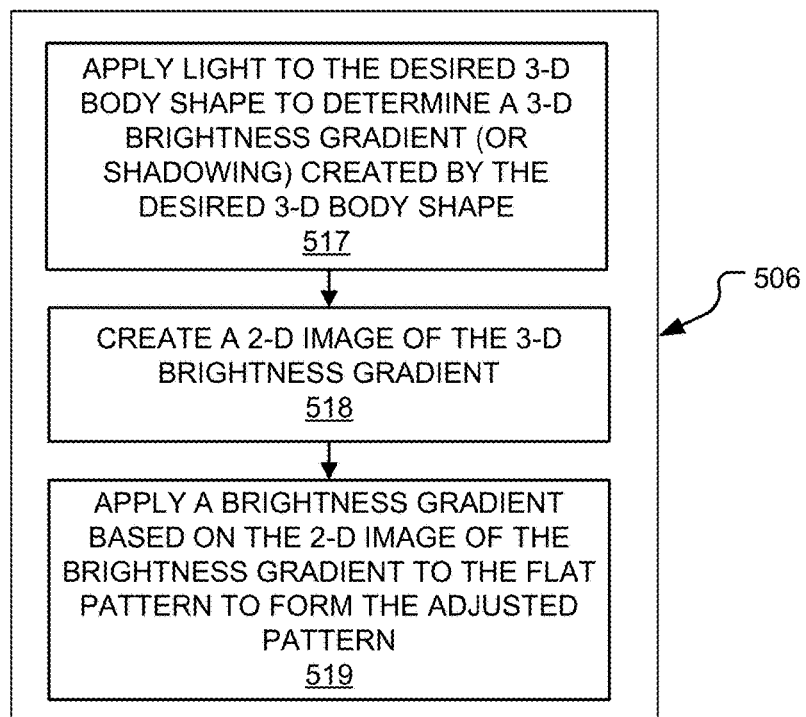 APPLY LIGHT TO THE DESIRED 3-D
BODY SHAPE TO DETERMINE A 3-D
BRIGHTNESS GRADIENT (OR
SHADOWING) CREATED BY THE
DESIRED 3-D BODY SHAPE
517
506
CREATE A 2-D IMAGE OF THE 3-D
BRIGHTNESS GRADIENT
518
APPLY A BRIGHTNESS GRADIENT
BASED ON THE 2-D IMAGE OF THE
BRIGHTNESS GRADIENT TO THE FLAT
PATTERN TO FORM THE ADJUSTED
PATTERN
519